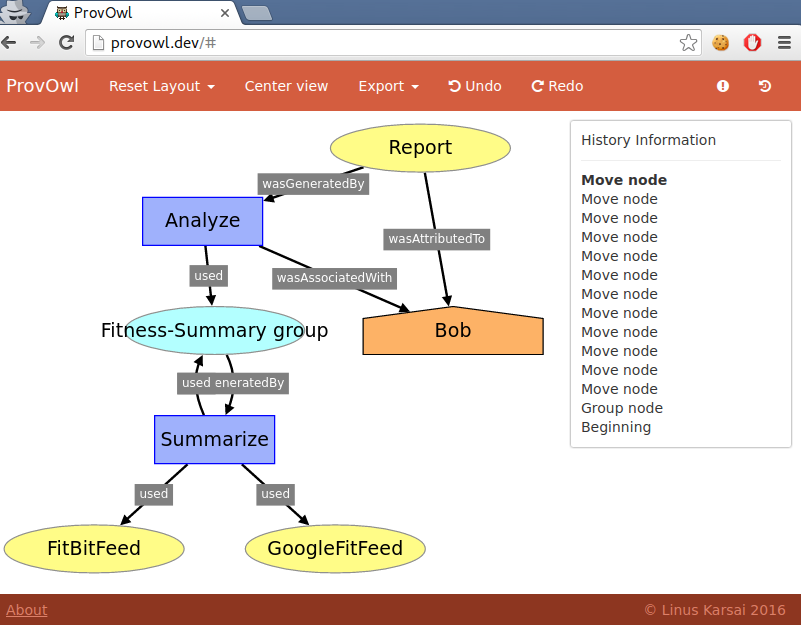 ProvOwl
provowl.dev/#
ProvOwl Reset Layout Center view Export Undo Redo
Report
wasGeneratedBy
Analyze
wasAttributedTo
used
wasAssociatedWith
Fitness-Summary group
Bob
used eneratedBy
Summarize
used used
FitBitFeed GoogleFitFeed
History Information
Move node
Move node
Move node
Move node
Move node
Move node
Move node
Move node
Move node
Move node
Move node
Move node
Group node
Beginning
About © Linus Karsai 2016